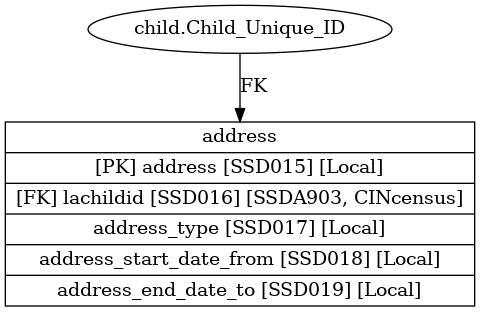 child.Child_Unique_ID
FK
address
[PK] address [SSD015] [Local]
[FK] lachildid [SSD016] [SSDA903, CINcensus]
address_type [SSD017] [Local]
address_start_date_from [SSD018] [Local]
address_end_date_to [SSD019] [Local]